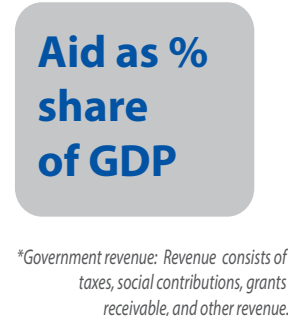 Aid as %
share
of GDP
*Government revenue: Revenue consists of
taxes, social contributions, grants
receivable, and other revenue.